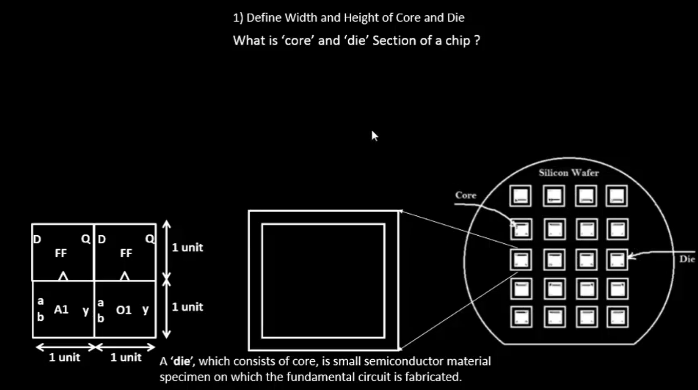 1) Define Width and Height of Core and Die
What is ‘core’ and ‘die’ Section of a chip ?
Silicon Wafer
Core
Die
D Q D Q
FF FF
1 unit
a a
A1 y O1 y
b b
1 unit
1 unit 1 unit
A ‘die’, which consists of core, is small semiconductor material
specimen on which the fundamental circuit is fabricated.